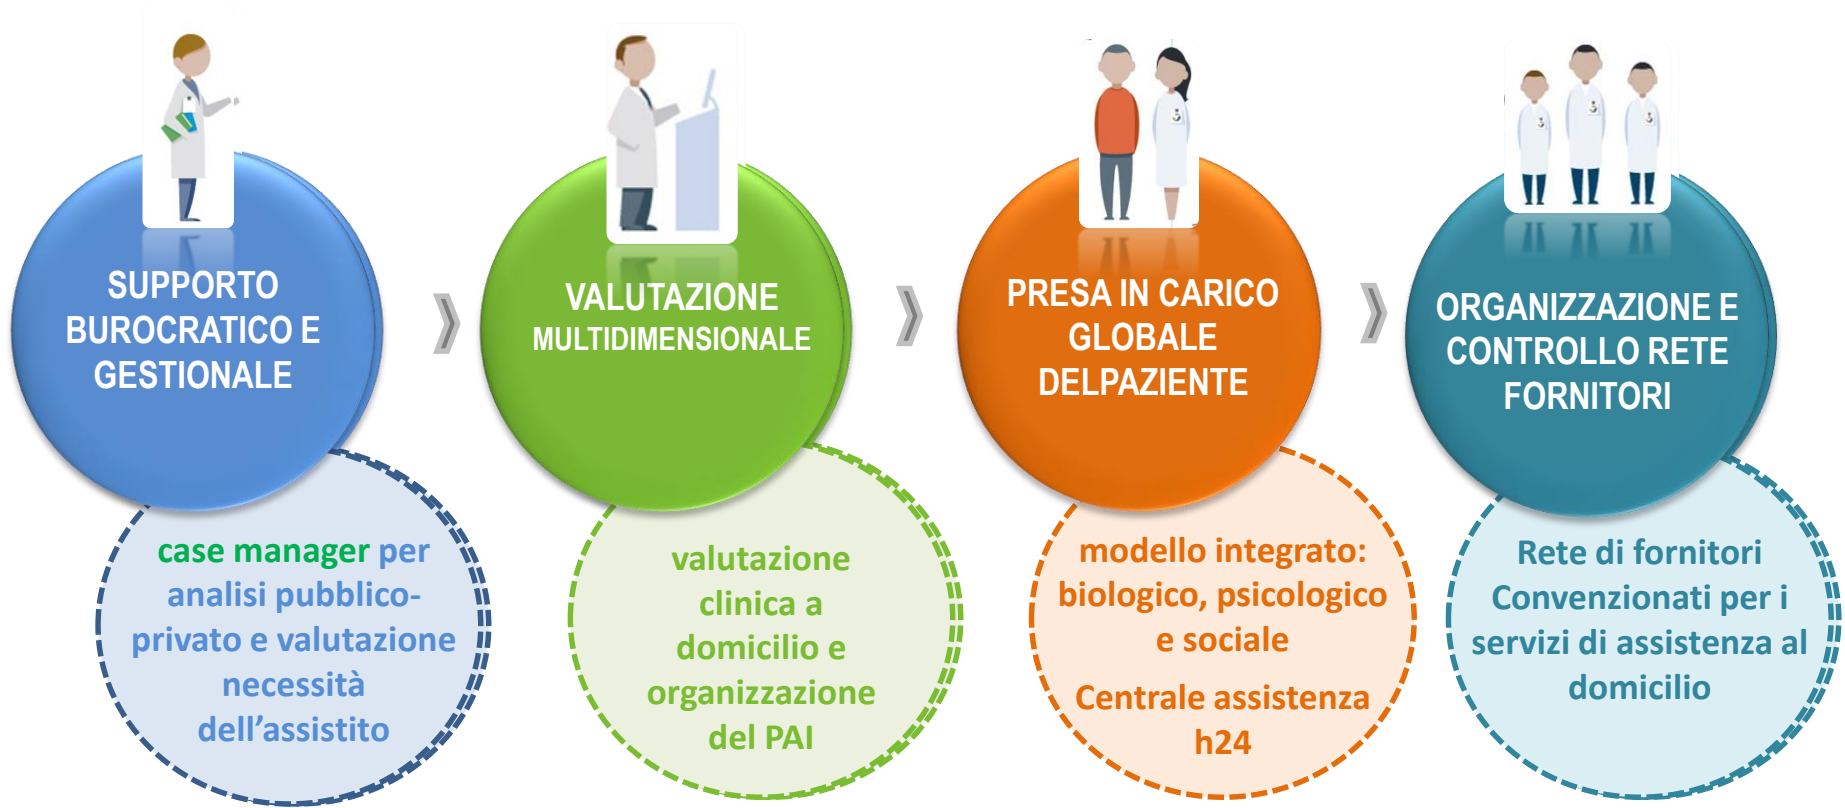 SUPPORTO
BUROCRATICO E
GESTIONALE
case manager per
analisi pubblico-
privato e valutazione
necessità
dell’assistito
VALUTAZIONE
MULTIDIMENSIONALE
valutazione
clinica a
domicilio e
organizzazione
del PAI
PRESA IN CARICO
GLOBALE
DELPAZIENTE
modello integrato:
biologico, psicologico
e sociale
Centrale assistenza
h24
ORGANIZZAZIONE E
CONTROLLO RETE
FORNITORI
Rete di fornitori
Convenzionati per i
servizi di assistenza al
domicilio